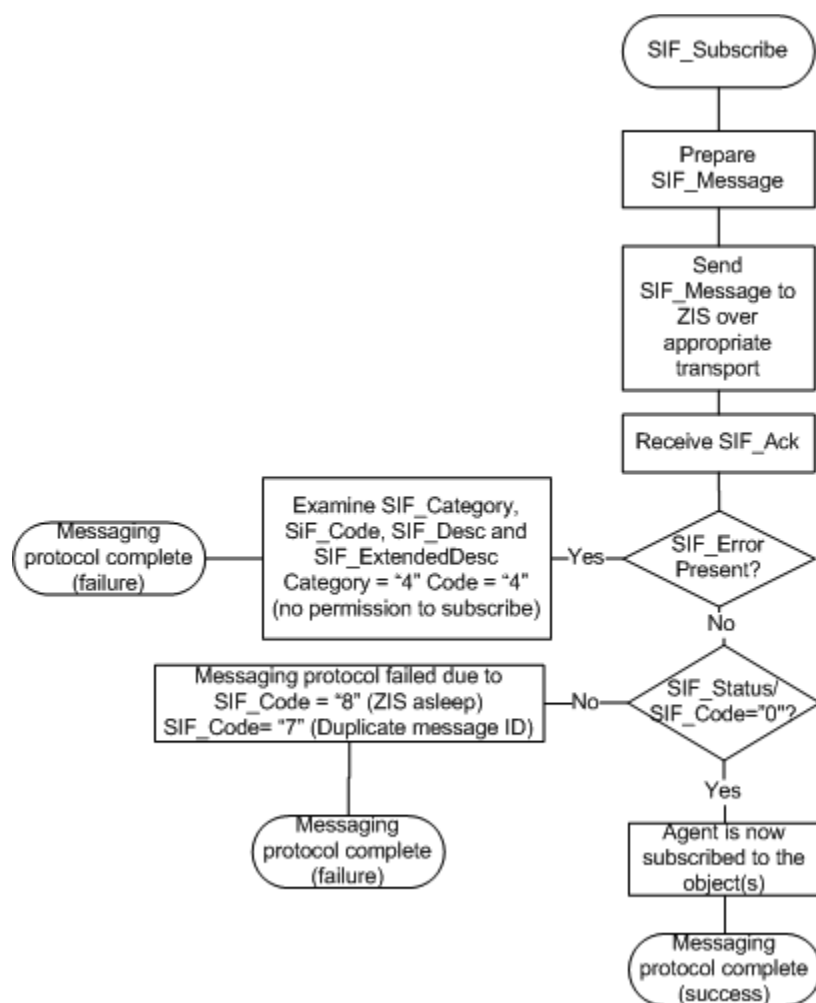 SIF_Subscribe
Prepare
SIF_Message
Send
SIF_Message to
ZIS over
appropriate
transport
Receive SIF_Ack
SIF_Error
Present?
Yes
Examine SIF_Category,
SiF_Code, SIF_Desc and
SIF_ExtendedDesc
Category = “4” Code = “4”
(no permission to subscribe)
Messaging
protocol complete
(failure)
No
SIF_Status/
SIF_Code=”0"?
No
Messaging protocol failed due to
SIF_Code = “8” (ZIS asleep)
SIF_Code= “7” (Duplicate message ID)
Messaging
protocol complete
(failure)
Yes
Agent is now
subscribed to the
object(s)
Messaging
protocol complete
(success)